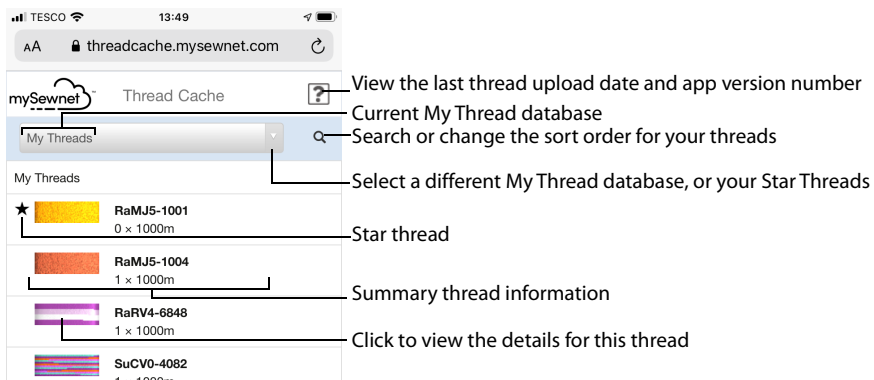 TESCO 13:49
AA threadcache.mysewnet.com
mySewnet™ Thread Cache ?
View the last thread upload date and app version number
Current My Thread database
My Threads
Search or change the sort order for your threads
My Threads
Select a different My Thread database, or your Star Threads
RaMJ5-1001
0 × 1000m
Star thread
RaMJ5-1004
1 × 1000m
Summary thread information
RaRV4-6848
1 × 1000m
Click to view the details for this thread
SuCV0-4082
1 × 1000m